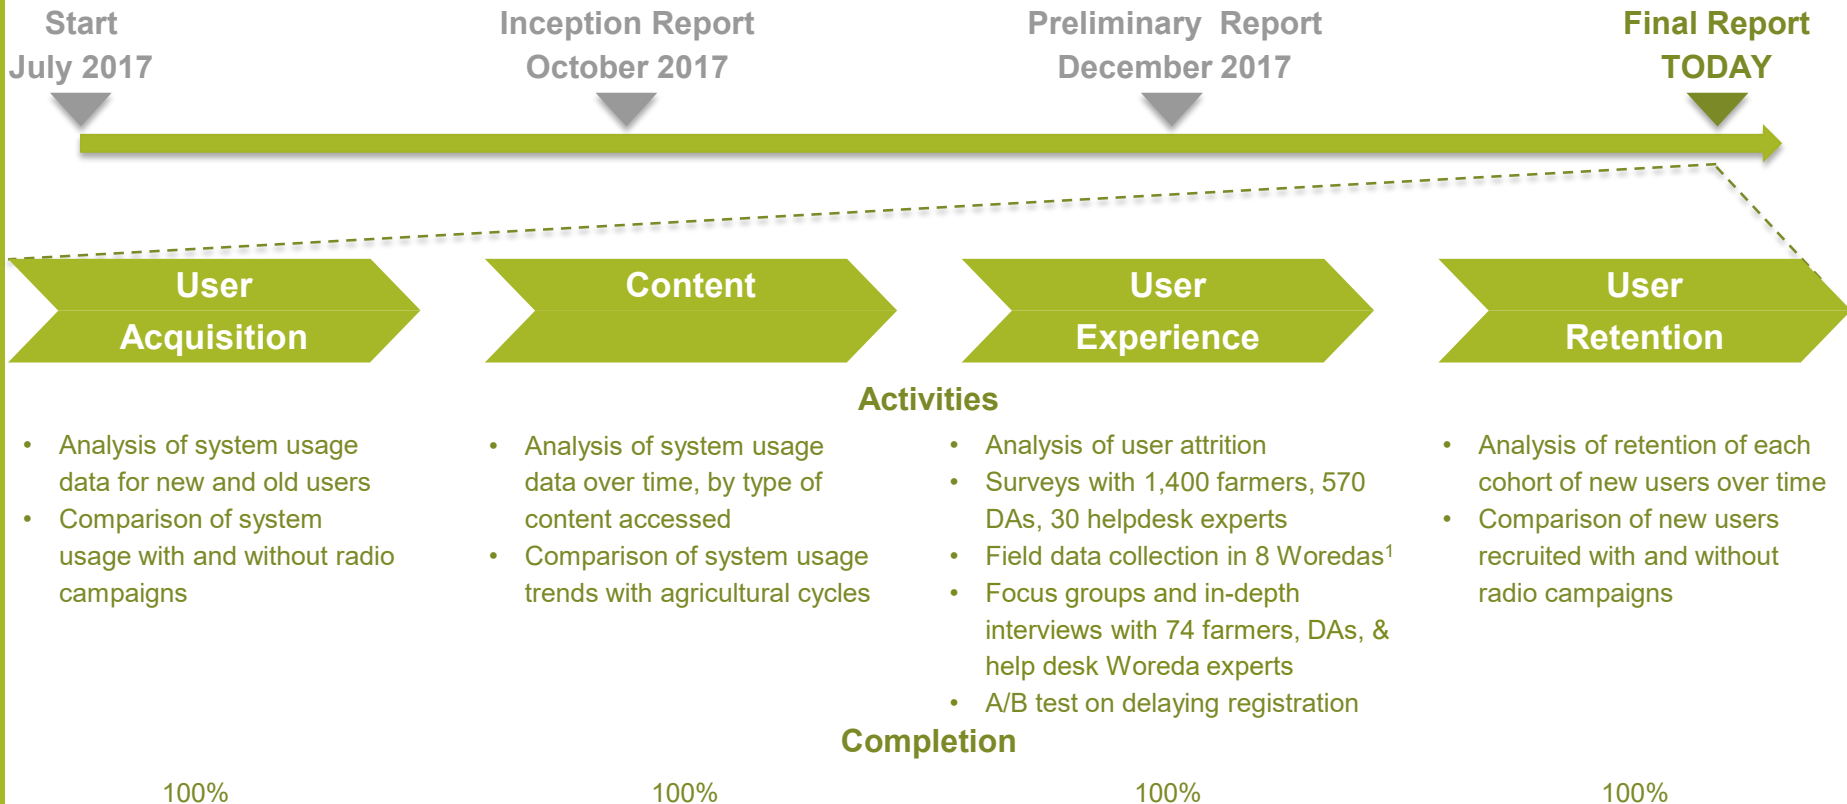 Start
July 2017
Inception Report
October 2017
Preliminary Report
December 2017
Final Report
TODAY
User
Acquisition
Content
User
Experience
User
Retention
Activities
• Analysis of system usage
data for new and old users
• Comparison of system
usage with and without radio
campaigns
• Analysis of system usage
data over time, by type of
content accessed
• Comparison of system usage
trends with agricultural cycles
• Analysis of user attrition
• Surveys with 1,400 farmers, 570
DAs, 30 helpdesk experts
• Field data collection in 8 Woredas¹
• Focus groups and in-depth
interviews with 74 farmers, DAs, &
help desk Woreda experts
• A/B test on delaying registration
• Analysis of retention of each
cohort of new users over time
• Comparison of new users
recruited with and without
radio campaigns
Completion
100%
100%
100%
100%